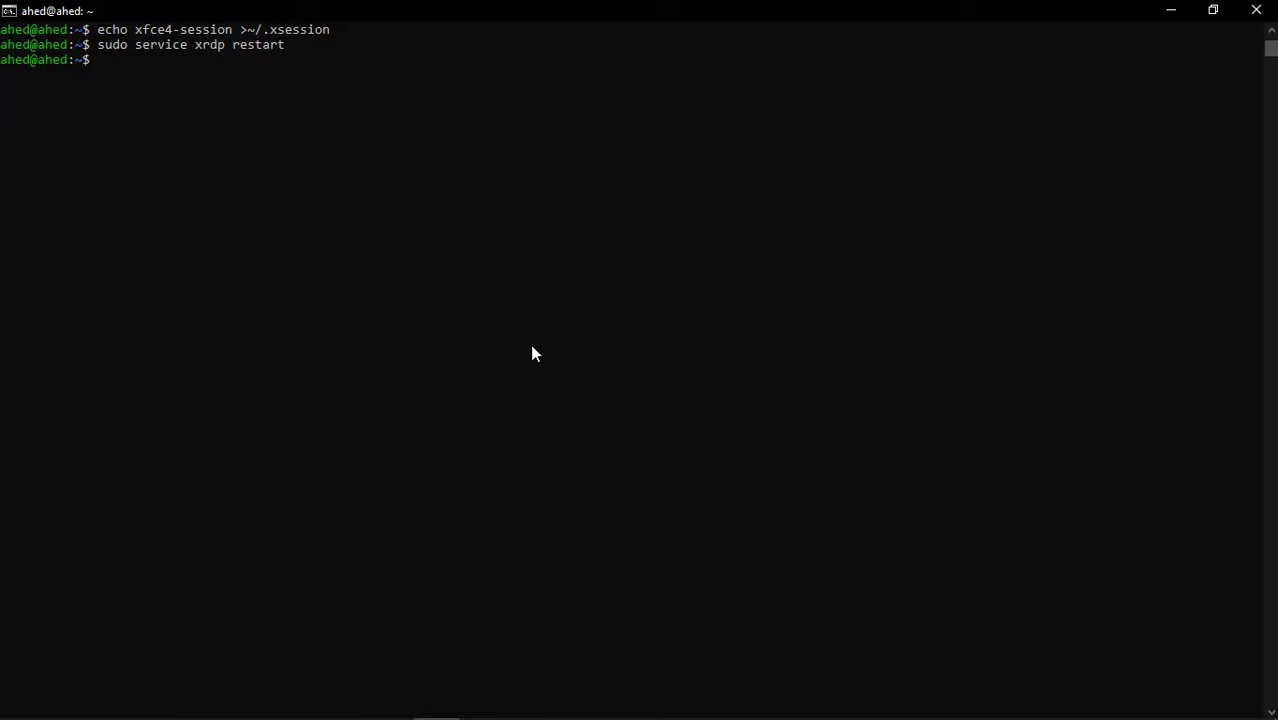 ahed@ahed: ~
ahed@ahed:~$ echo xfce4-session >~/.xsession
ahed@ahed:~$ sudo service xrdp restart
ahed@ahed:~$